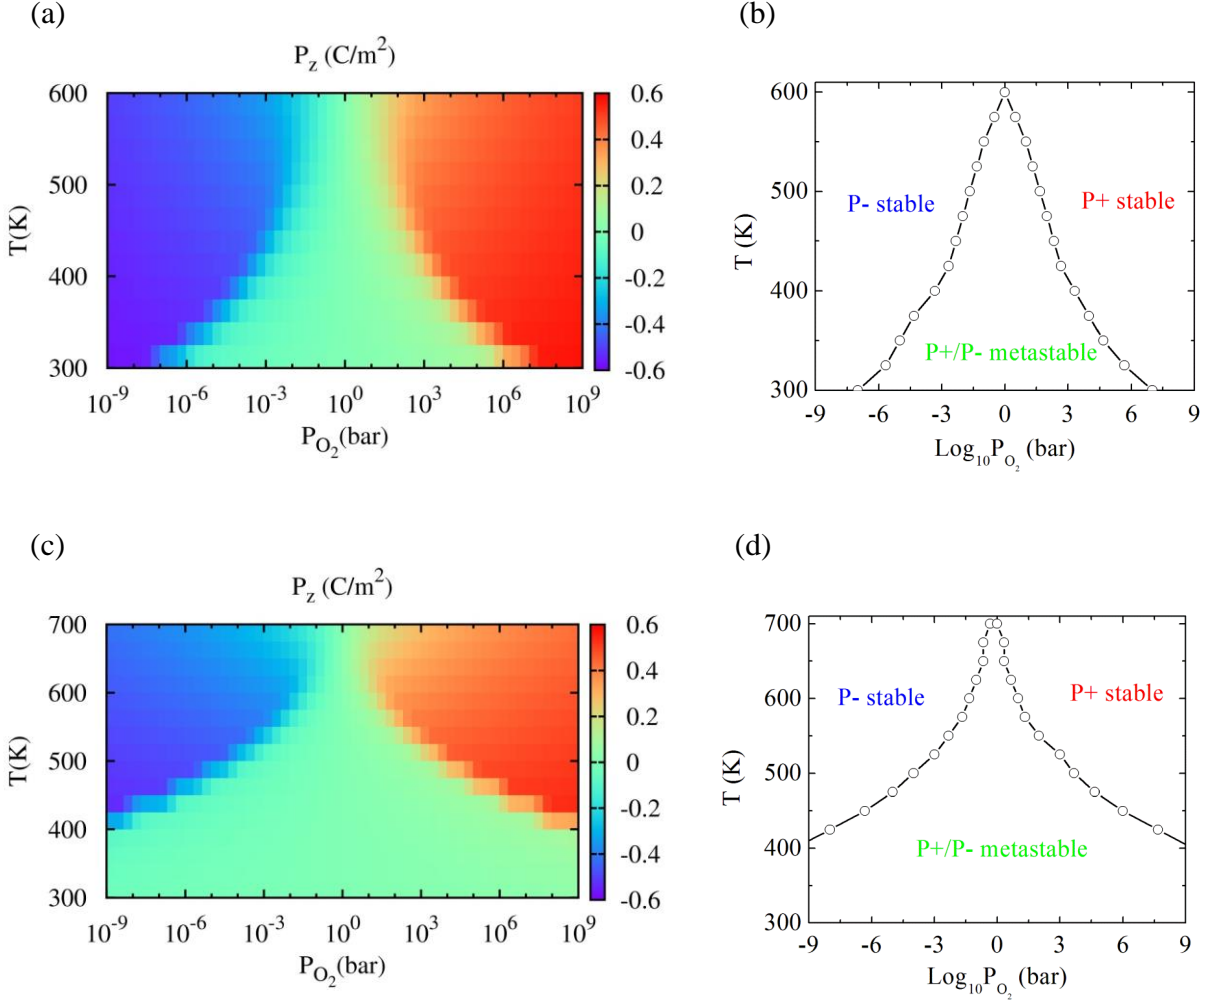 (a)
P_z (C/m^2)
600
500
400
300
T(K)
10^-9 10^-6 10^-3 10^0 10^3 10^6 10^9
P_O_2(bar)
0.6
0.4
0.2
0
-0.2
-0.4
-0.6
(b)
600
500
400
300
T (K)
P- stable
P+ stable
P+/P- metastable
-9 -6 -3 0 3 6 9
Log_10P_O_2 (bar)
(c)
P_z (C/m^2)
700
600
500
400
300
T(K)
10^-9 10^-6 10^-3 10^0 10^3 10^6 10^9
P_O_2(bar)
0.6
0.4
0.2
0
-0.2
-0.4
-0.6
(d)
700
600
500
400
300
T (K)
P- stable
P+ stable
P+/P- metastable
-9 -6 -3 0 3 6 9
Log_10P_O_2 (bar)